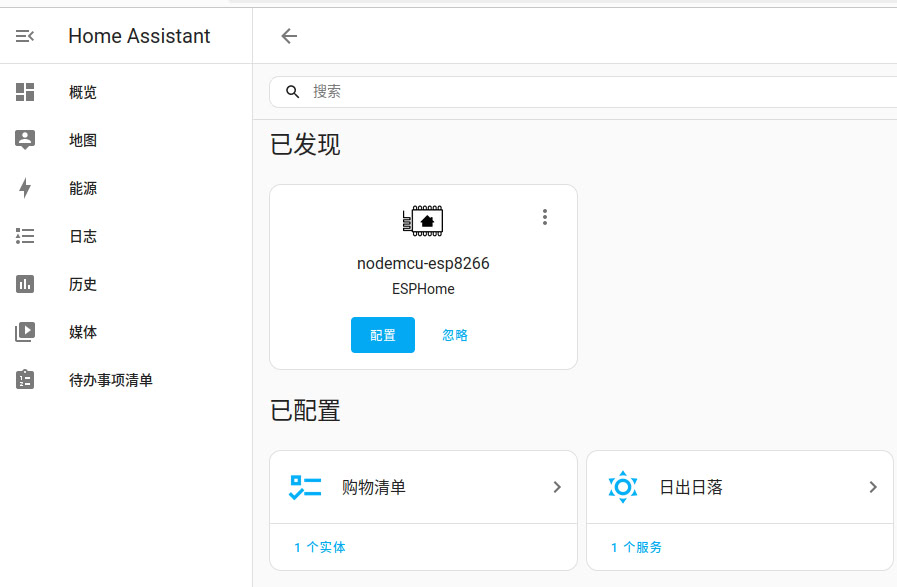 Home Assistant
概览
地图
能源
日志
历史
媒体
待办事项清单
搜索
已发现
nodemcu-esp8266
ESPHome
配置 忽略
已配置
购物清单
1 个实体
日出日落
1 个服务